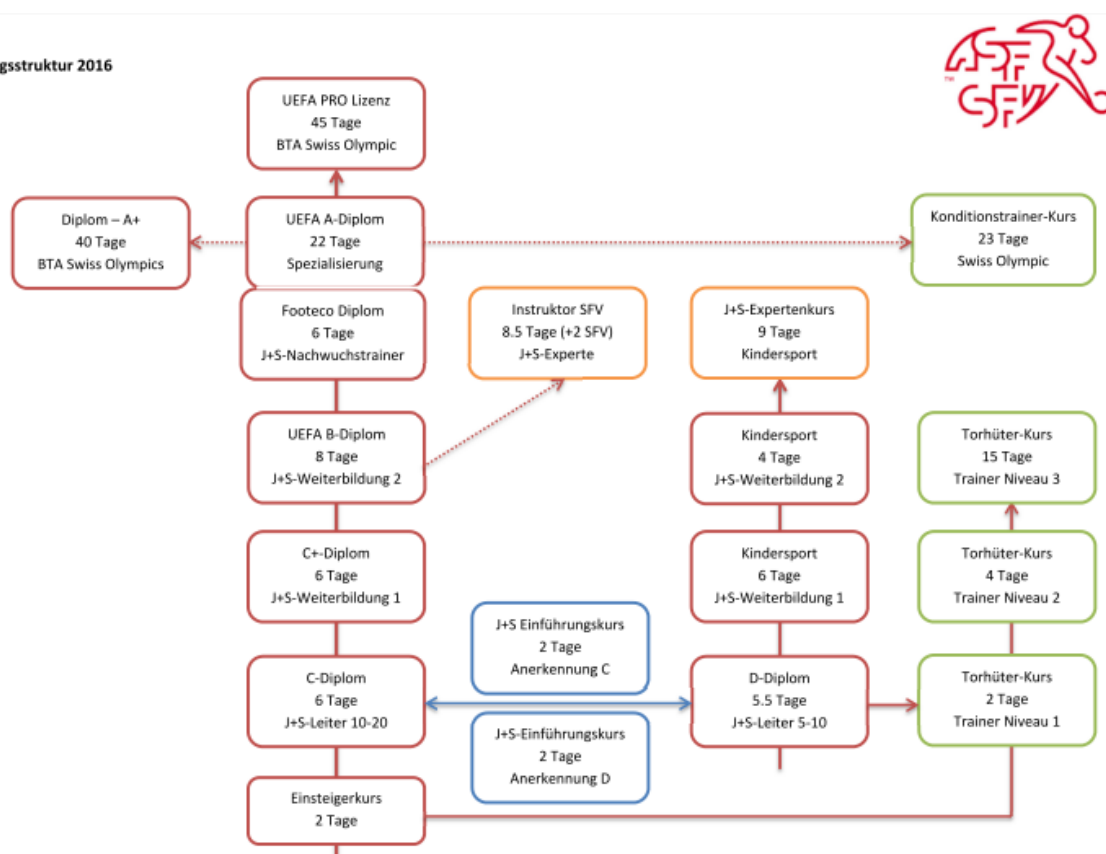 gsstruktur 2016
ASF
SFV
TM
UEFA PRO Lizenz
45 Tage
BTA Swiss Olympic
Diplom – A+
40 Tage
BTA Swiss Olympics
UEFA A-Diplom
22 Tage
Spezialisierung
Konditionstrainer-Kurs
23 Tage
Swiss Olympic
Footeco Diplom
6 Tage
J+S-Nachwuchstrainer
Instruktor SFV
8.5 Tage (+2 SFV)
J+S-Experte
J+S-Expertenkurs
9 Tage
Kindersport
UEFA B-Diplom
8 Tage
J+S-Weiterbildung 2
Kindersport
4 Tage
J+S-Weiterbildung 2
Torhüter-Kurs
15 Tage
Trainer Niveau 3
C+-Diplom
6 Tage
J+S-Weiterbildung 1
Kindersport
6 Tage
J+S-Weiterbildung 1
Torhüter-Kurs
4 Tage
Trainer Niveau 2
J+S Einführungskurs
2 Tage
Anerkennung C
C-Diplom
6 Tage
J+S-Leiter 10-20
D-Diplom
5.5 Tage
J+S-Leiter 5-10
Torhüter-Kurs
2 Tage
Trainer Niveau 1
J+S-Einführungskurs
2 Tage
Anerkennung D
Einsteigerkurs
2 Tage